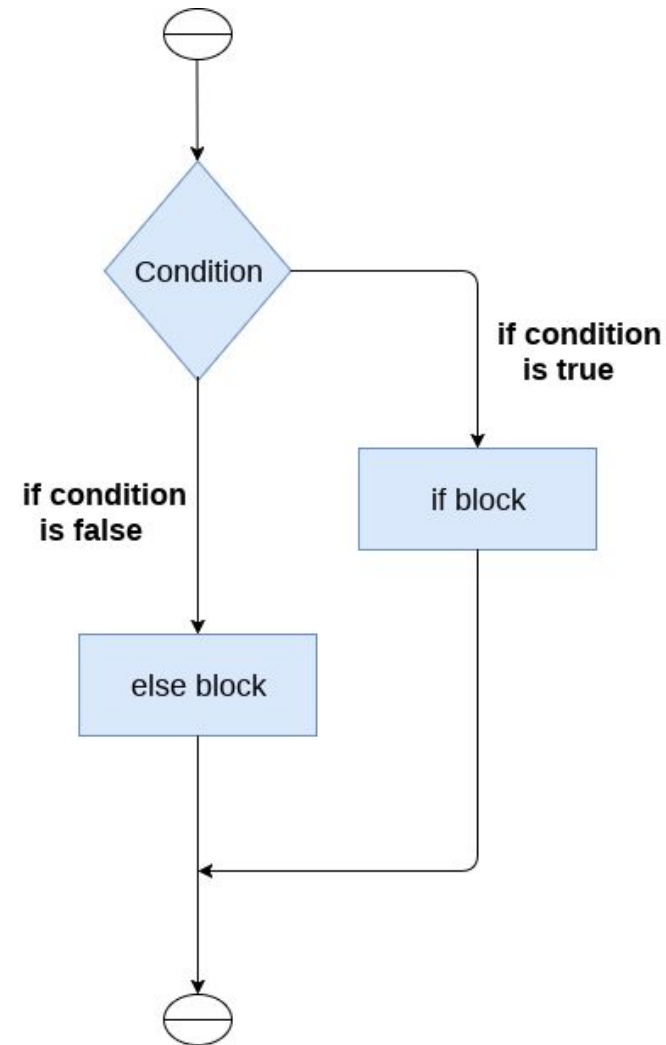 Condition
if condition
is true
if condition
is false
if block
else block